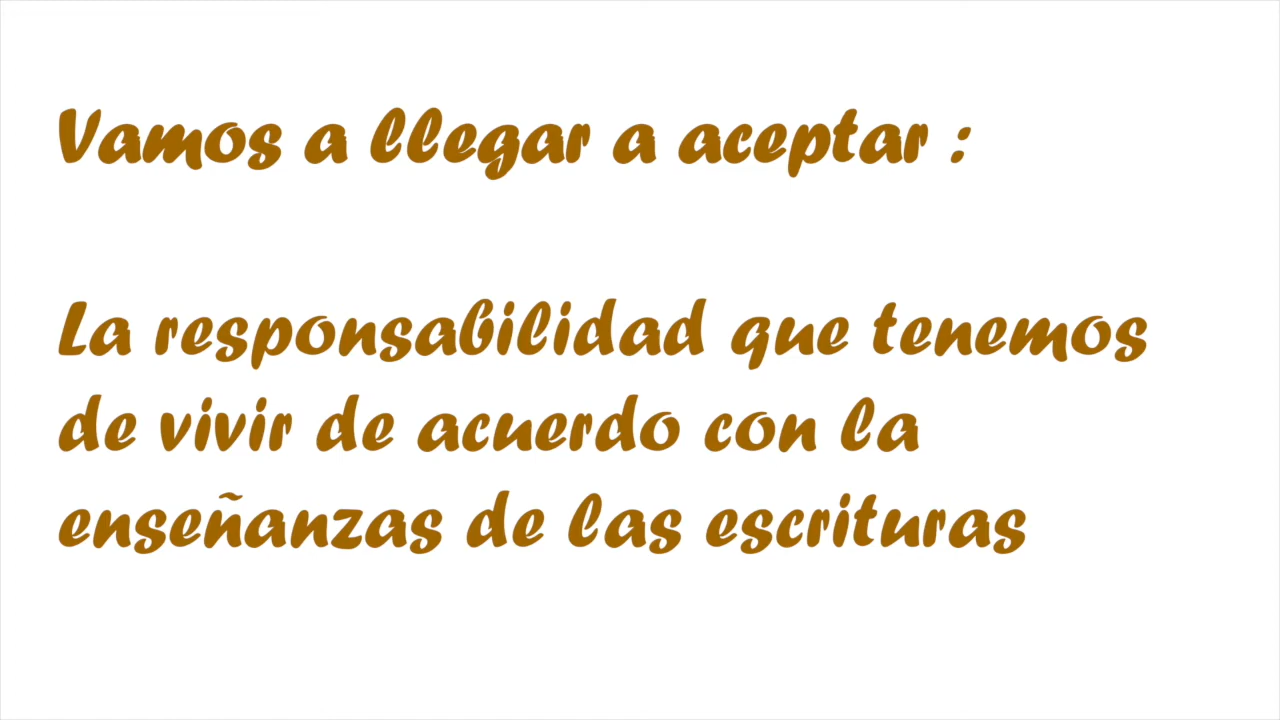 Vamos a llegar a aceptar :
La responsabilidad que tenemos
de vivir de acuerdo con la
enseñanzas de las escrituras